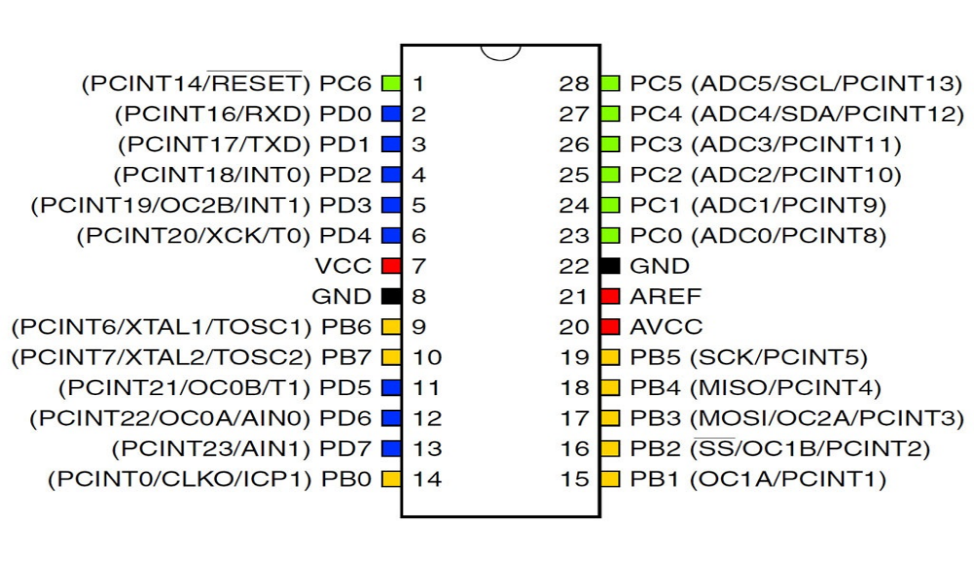 (PCINT14/RESET) PC6 1 28 PC5 (ADC5/SCL/PCINT13)
(PCINT16/RXD) PD0 2 27 PC4 (ADC4/SDA/PCINT12)
(PCINT17/TXD) PD1 3 26 PC3 (ADC3/PCINT11)
(PCINT18/INT0) PD2 4 25 PC2 (ADC2/PCINT10)
(PCINT19/OC2B/INT1) PD3 5 24 PC1 (ADC1/PCINT9)
(PCINT20/XCK/T0) PD4 6 23 PC0 (ADC0/PCINT8)
VCC 7 22 GND
GND 8 21 AREF
(PCINT6/XTAL1/TOSC1) PB6 9 20 AVCC
(PCINT7/XTAL2/TOSC2) PB7 10 19 PB5 (SCK/PCINT5)
(PCINT21/OC0B/T1) PD5 11 18 PB4 (MISO/PCINT4)
(PCINT22/OC0A/AIN0) PD6 12 17 PB3 (MOSI/OC2A/PCINT3)
(PCINT23/AIN1) PD7 13 16 PB2 (SS/OC1B/PCINT2)
(PCINT0/CLKO/ICP1) PB0 14 15 PB1 (OC1A/PCINT1)